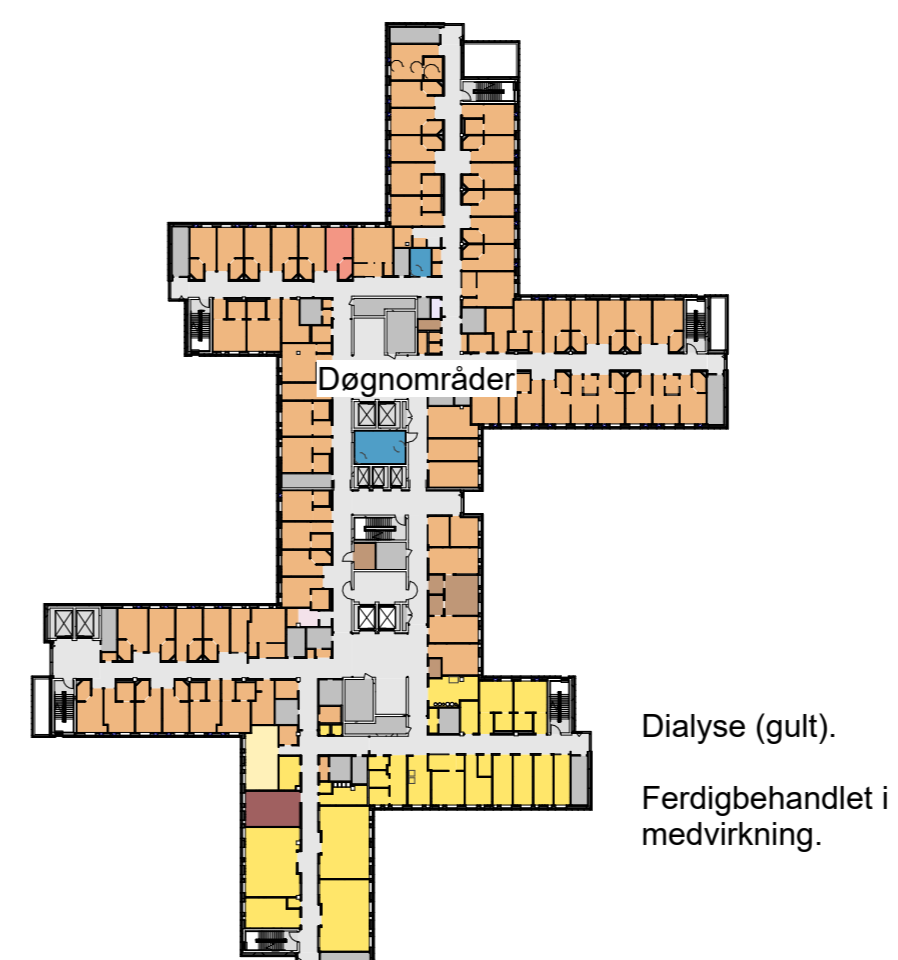 Døgnområder
Dialyse (gult).
Ferdigbehandlet i
medvirkning.